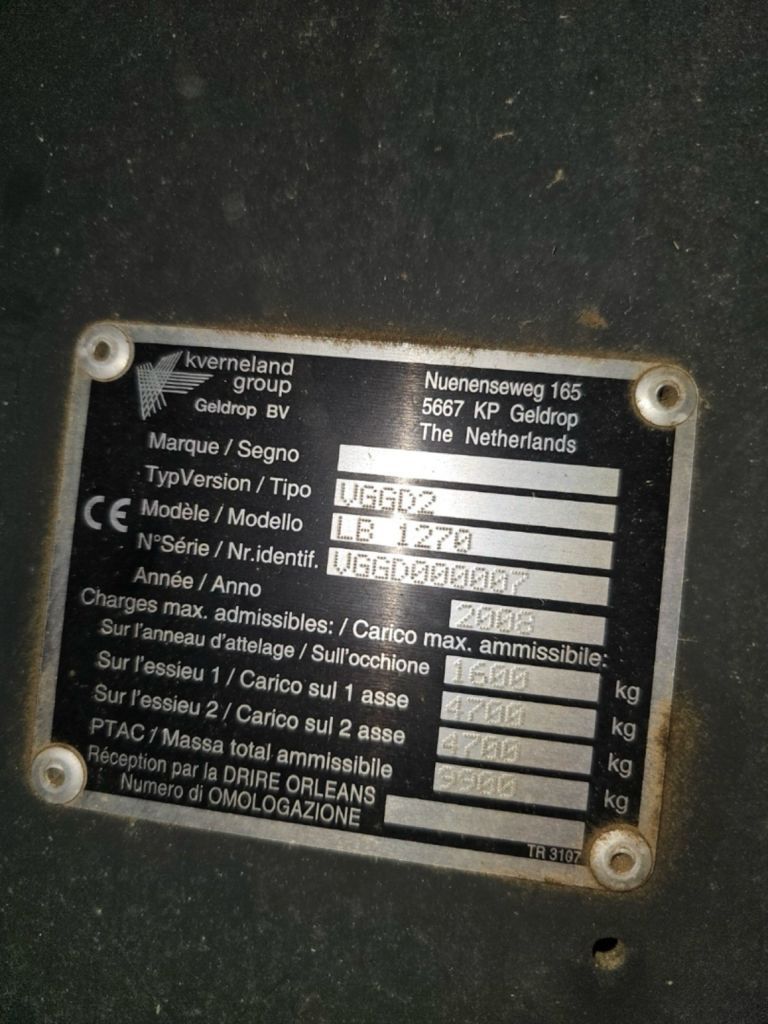 kverneland
group
Geldrop BV
Nuenenseweg 165
5667 KP Geldrop
The Netherlands
Marque / Segno
TypVersion / Tipo VGGD2
CE Modèle / Modello LB 1270
N°Série / Nr.identif. VGGD000007
Année / Anno 2008
Charges max. admissibles: / Carico max. ammissibile:
Sur l'anneau d'attelage / Sull'occhione 1600 kg
Sur l'essieu 1 / Carico sul 1 asse 4700 kg
Sur l'essieu 2 / Carico sul 2 asse 4700 kg
PTAC / Massa total ammissibile 9900 kg
Réception par la DRIRE ORLEANS
Numero di OMOLOGAZIONE
TR 3107